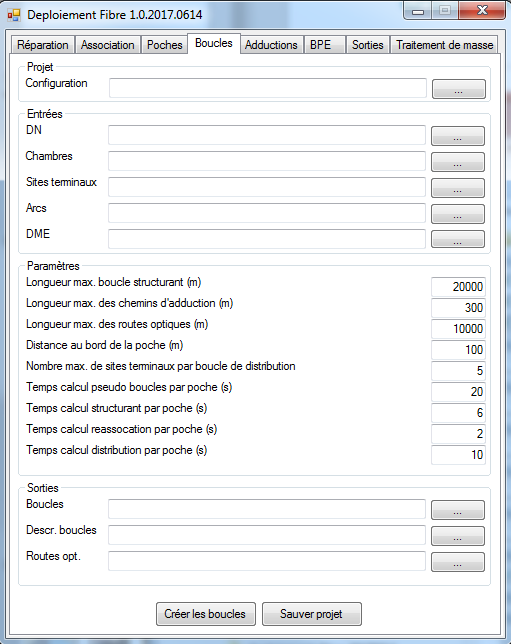 Deploiement Fibre 1.0.2017.0614
Réparation Association Poches Boucles Adductions BPE Sorties Traitement de masse
Projet
Configuration ...
Entrées
DN ...
Chambres ...
Sites terminaux ...
Arcs ...
DME ...
Paramètres
Longueur max. boucle structurant (m) 20000
Longueur max. des chemins d'adduction (m) 300
Longueur max. des routes optiques (m) 10000
Distance au bord de la poche (m) 100
Nombre max. de sites terminaux par boucle de distribution 5
Temps calcul pseudo boucles par poche (s) 20
Temps calcul structurant par poche (s) 6
Temps calcul reassocation par poche (s) 2
Temps calcul distribution par poche (s) 10
Sorties
Boucles ...
Descr. boucles ...
Routes opt. ...
Créer les boucles Sauver projet